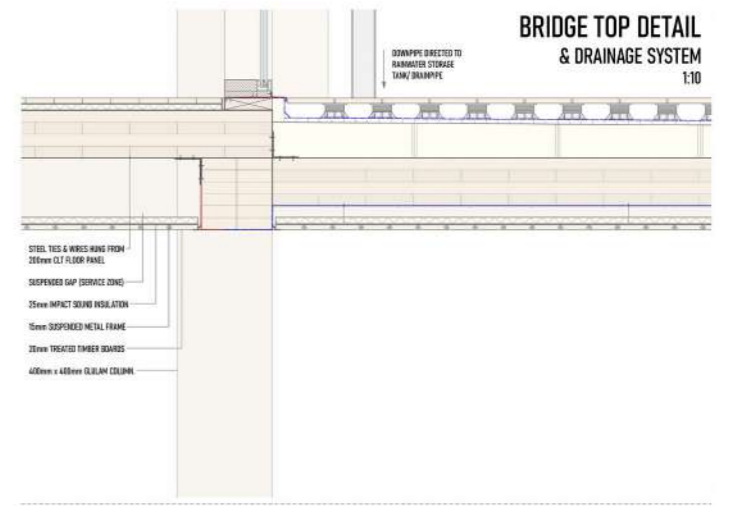 BRIDGE TOP DETAIL
& DRAINAGE SYSTEM
1:10
DOWNPIPE DIRECTED TO
RAINWATER STORAGE
TANK/ DRAINPIPE
STEEL TIES & WIRES HUNG FROM
200mm CLT FLOOR PANEL
SUSPENDED GAP (SERVICE ZONE)
25mm IMPACT SOUND INSULATION
15mm SUSPENDED METAL FRAME
20mm TREATED TIMBER BOARDS
400mm x 400mm GLULAM COLUMN